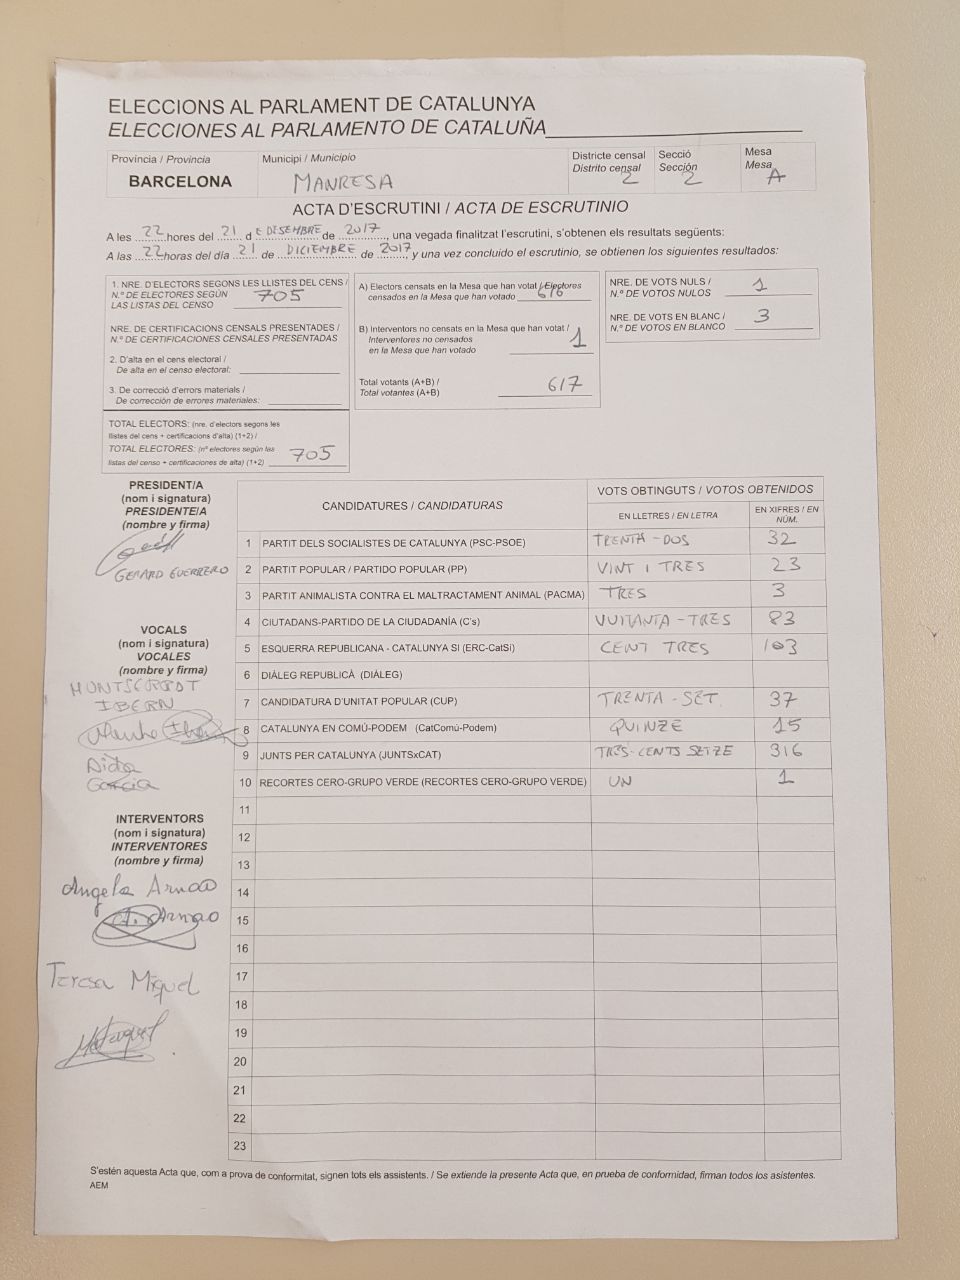 ELECCIONS AL PARLAMENT DE CATALUNYA
ELECCIONES AL PARLAMENTO DE CATALUÑA
Província / Provincia
BARCELONA
Municipi / Municipio
MANRESA
Districte censal
Distrito censal
2
Secció
Sección
2
Mesa
Mesa
A
ACTA D'ESCRUTINI / ACTA DE ESCRUTINIO
A les 22 hores del 21 d E DESEMBRE de 2017, una vegada finalitzat l'escrutini, s'obtenen els resultats següents:
A las 22 horas del día 21 de DICIEMBRE de 2017, y una vez concluido el escrutinio, se obtienen los siguientes resultados:
1. NRE. D'ELECTORS SEGONS LES LLISTES DEL CENS /
N.º DE ELECTORES SEGÚN
LAS LISTAS DEL CENSO
705
NRE. DE CERTIFICACIONS CENSALS PRESENTADES /
N.º DE CERTIFICACIONES CENSALES PRESENTADAS
2. D'alta en el cens electoral /
De alta en el censo electoral:
3. De correcció d'errors materials /
De corrección de errores materiales:
TOTAL ELECTORS: (nre. d'electors segons les
llistes del cens + certificacions d'alta) (1+2) /
TOTAL ELECTORES: (nº electores según las
listas del censo + certificaciones de alta) (1+2)
705
A) Electors censats en la Mesa que han votat / Electores
censados en la Mesa que han votado
616
B) Interventors no censats en la Mesa que han votat /
Interventores no censados
en la Mesa que han votado
1
Total votants (A+B) /
Total votantes (A+B)
617
NRE. DE VOTS NULS /
N.º DE VOTOS NULOS
1
NRE. DE VOTS EN BLANC /
N.º DE VOTOS EN BLANCO
3
PRESIDENT/A
(nom i signatura)
PRESIDENTE/A
(nombre y firma)
GERARD GUERRERO
VOCALS
(nom i signatura)
VOCALES
(nombre y firma)
MONTSERRAT
IBERN
Aida
Garcia
INTERVENTORS
(nom i signatura)
INTERVENTORES
(nombre y firma)
Angela Arnao
A. Arnao
Teresa Miquel
CANDIDATURES / CANDIDATURAS
VOTS OBTINGUTS / VOTOS OBTENIDOS
EN LLETRES / EN LETRA
EN XIFRES / EN NÚM.
1 PARTIT DELS SOCIALISTES DE CATALUNYA (PSC-PSOE) TRENTA-DOS 32
2 PARTIT POPULAR / PARTIDO POPULAR (PP) VINT I TRES 23
3 PARTIT ANIMALISTA CONTRA EL MALTRACTAMENT ANIMAL (PACMA) TRES 3
4 CIUTADANS-PARTIDO DE LA CIUDADANÍA (C's) VUITANTA-TRES 83
5 ESQUERRA REPUBLICANA - CATALUNYA SI (ERC-CatSi) CENT TRES 103
6 DIÀLEG REPUBLICÀ (DIÀLEG)
7 CANDIDATURA D'UNITAT POPULAR (CUP) TRENTA-SET 37
8 CATALUNYA EN COMÚ-PODEM (CatComú-Podem) QUINZE 15
9 JUNTS PER CATALUNYA (JUNTSxCAT) TRES-CENTS SETZE 316
10 RECORTES CERO-GRUPO VERDE (RECORTES CERO-GRUPO VERDE) UN 1
11
12
13
14
15
16
17
18
19
20
21
22
23
S'estén aquesta Acta que, com a prova de conformitat, signen tots els assistents. / Se extiende la presente Acta que, en prueba de conformidad, firman todos los asistentes.
AEM